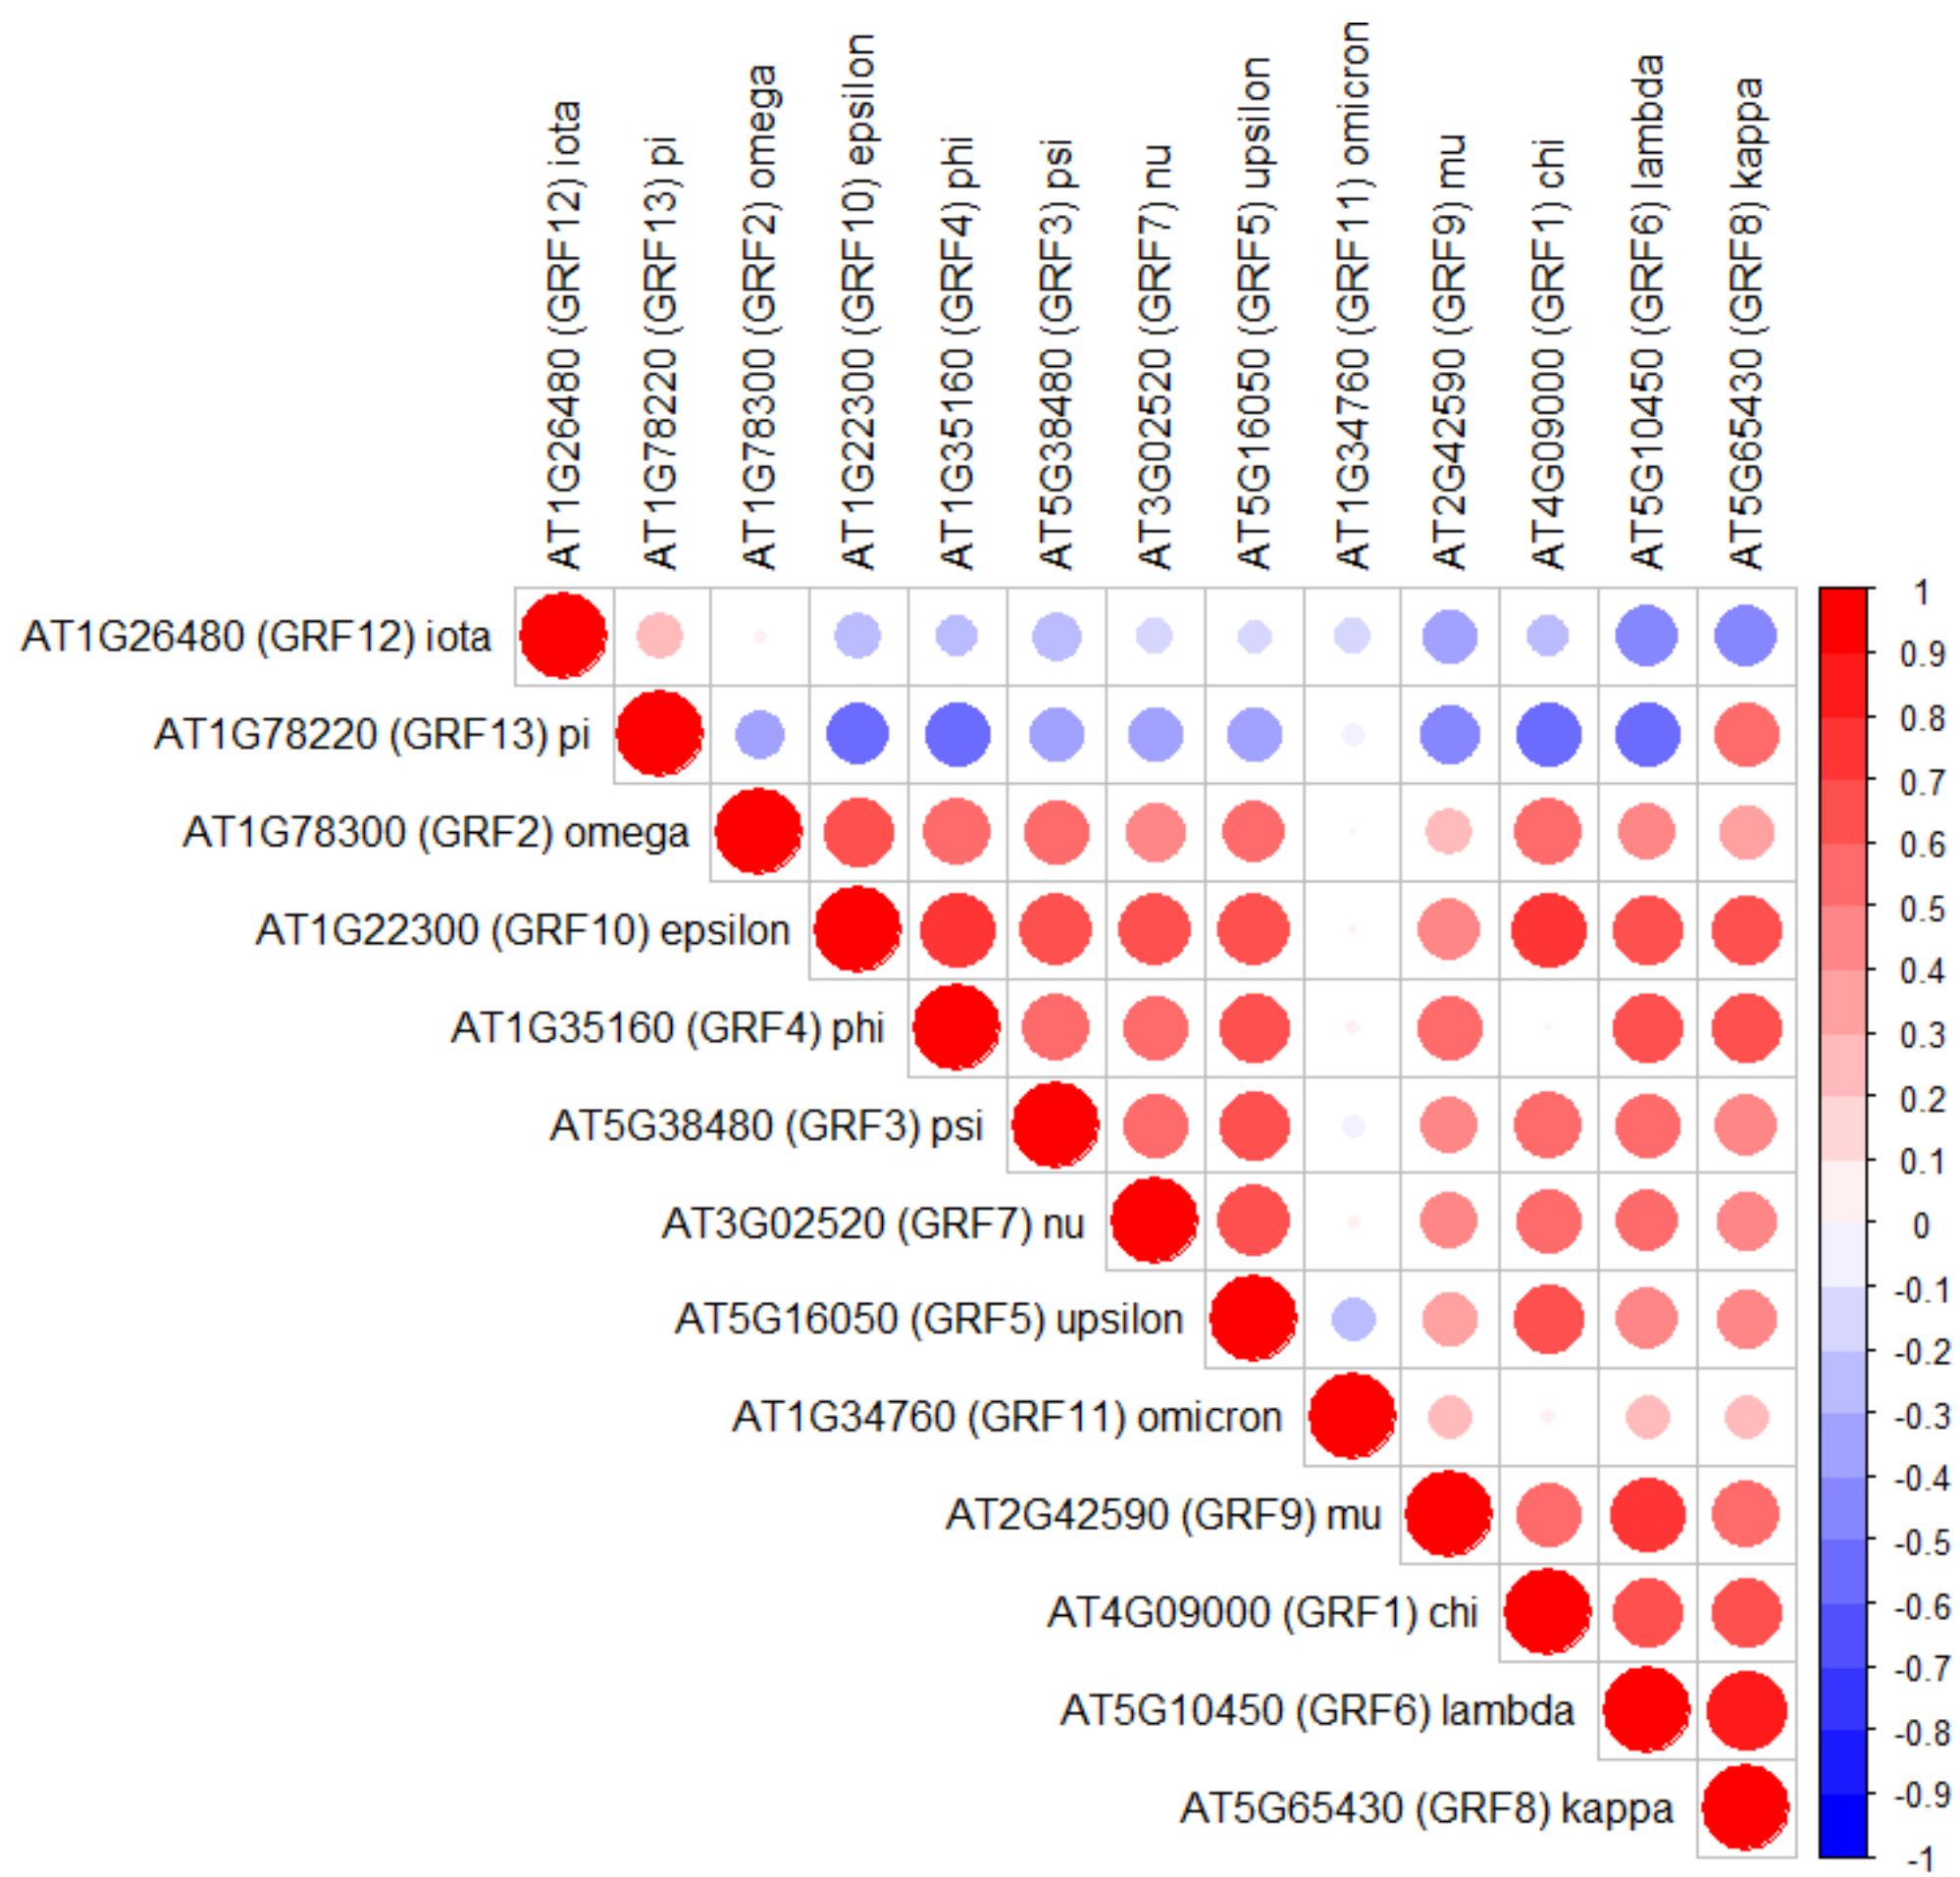 AT1G26480 (GRF12) iota
AT1G78220 (GRF13) pi
AT1G78300 (GRF2) omega
AT1G22300 (GRF10) epsilon
AT1G35160 (GRF4) phi
AT5G38480 (GRF3) psi
AT3G02520 (GRF7) nu
AT5G16050 (GRF5) upsilon
AT1G34760 (GRF11) omicron
AT2G42590 (GRF9) mu
AT4G09000 (GRF1) chi
AT5G10450 (GRF6) lambda
AT5G65430 (GRF8) kappa
AT1G26480 (GRF12) iota
AT1G78220 (GRF13) pi
AT1G78300 (GRF2) omega
AT1G22300 (GRF10) epsilon
AT1G35160 (GRF4) phi
AT5G38480 (GRF3) psi
AT3G02520 (GRF7) nu
AT5G16050 (GRF5) upsilon
AT1G34760 (GRF11) omicron
AT2G42590 (GRF9) mu
AT4G09000 (GRF1) chi
AT5G10450 (GRF6) lambda
AT5G65430 (GRF8) kappa
1
0.9
0.8
0.7
0.6
0.5
0.4
0.3
0.2
0.1
0
-0.1
-0.2
-0.3
-0.4
-0.5
-0.6
-0.7
-0.8
-0.9
-1